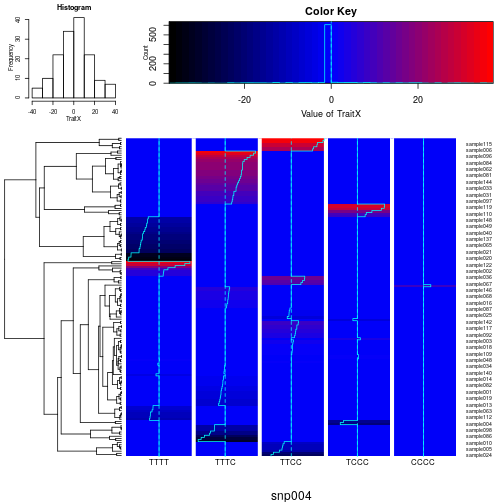 Histogram
Frequency
0 10 20 30 40
-40 -20 0 20 40
TraitX
Color Key
Count
0 200 500
-20 0 20
Value of TraitX
sample115
sample006
sample096
sample084
sample062
sample081
sample144
sample033
sample031
sample097
sample119
sample110
sample148
sample049
sample040
sample137
sample005
sample021
sample020
sample122
sample002
sample036
sample067
sample146
sample068
sample016
sample087
sample025
sample142
sample117
sample092
sample003
sample018
sample109
sample048
sample034
sample140
sample014
sample082
sample001
sample019
sample013
sample063
sample112
sample004
sample098
sample086
sample010
sample024
TTTT TTTC TTCC TCCC CCCC
snp004